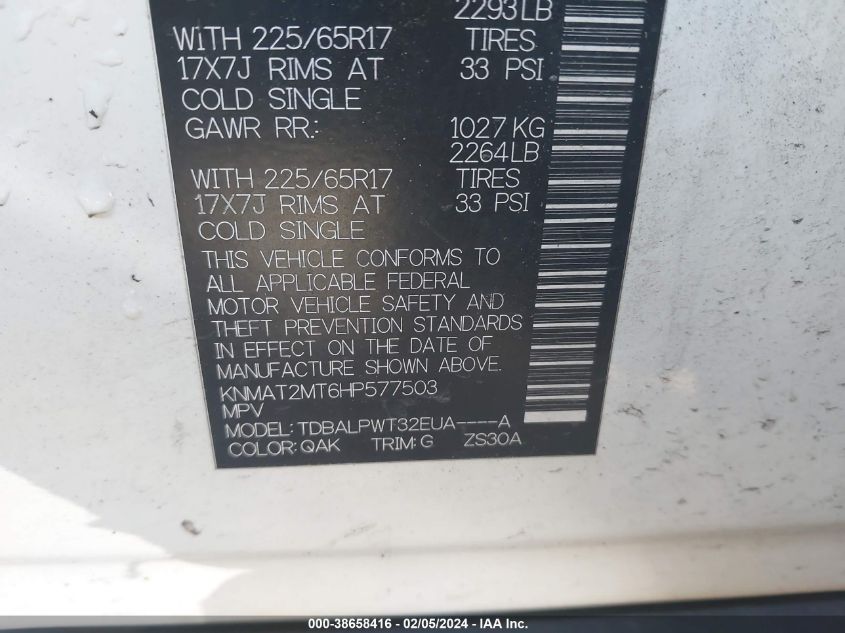 2293LB
WITH 225/65R17 TIRES
17X7J RIMS AT 33 PSI
COLD SINGLE
GAWR RR.: 1027 KG
2264LB
WITH 225/65R17 TIRES
17X7J RIMS AT 33 PSI
COLD SINGLE
THIS VEHICLE CONFORMS TO
ALL APPLICABLE FEDERAL
MOTOR VEHICLE SAFETY AND
THEFT PREVENTION STANDARDS
IN EFFECT ON THE DATE OF
MANUFACTURE SHOWN ABOVE.
KNMAT2MT6HP577503
MPV
MODEL: TDBALPWT32EUA----A
COLOR: QAK TRIM: G ZS30A
000-38658416 - 02/05/2024 - IAA Inc.